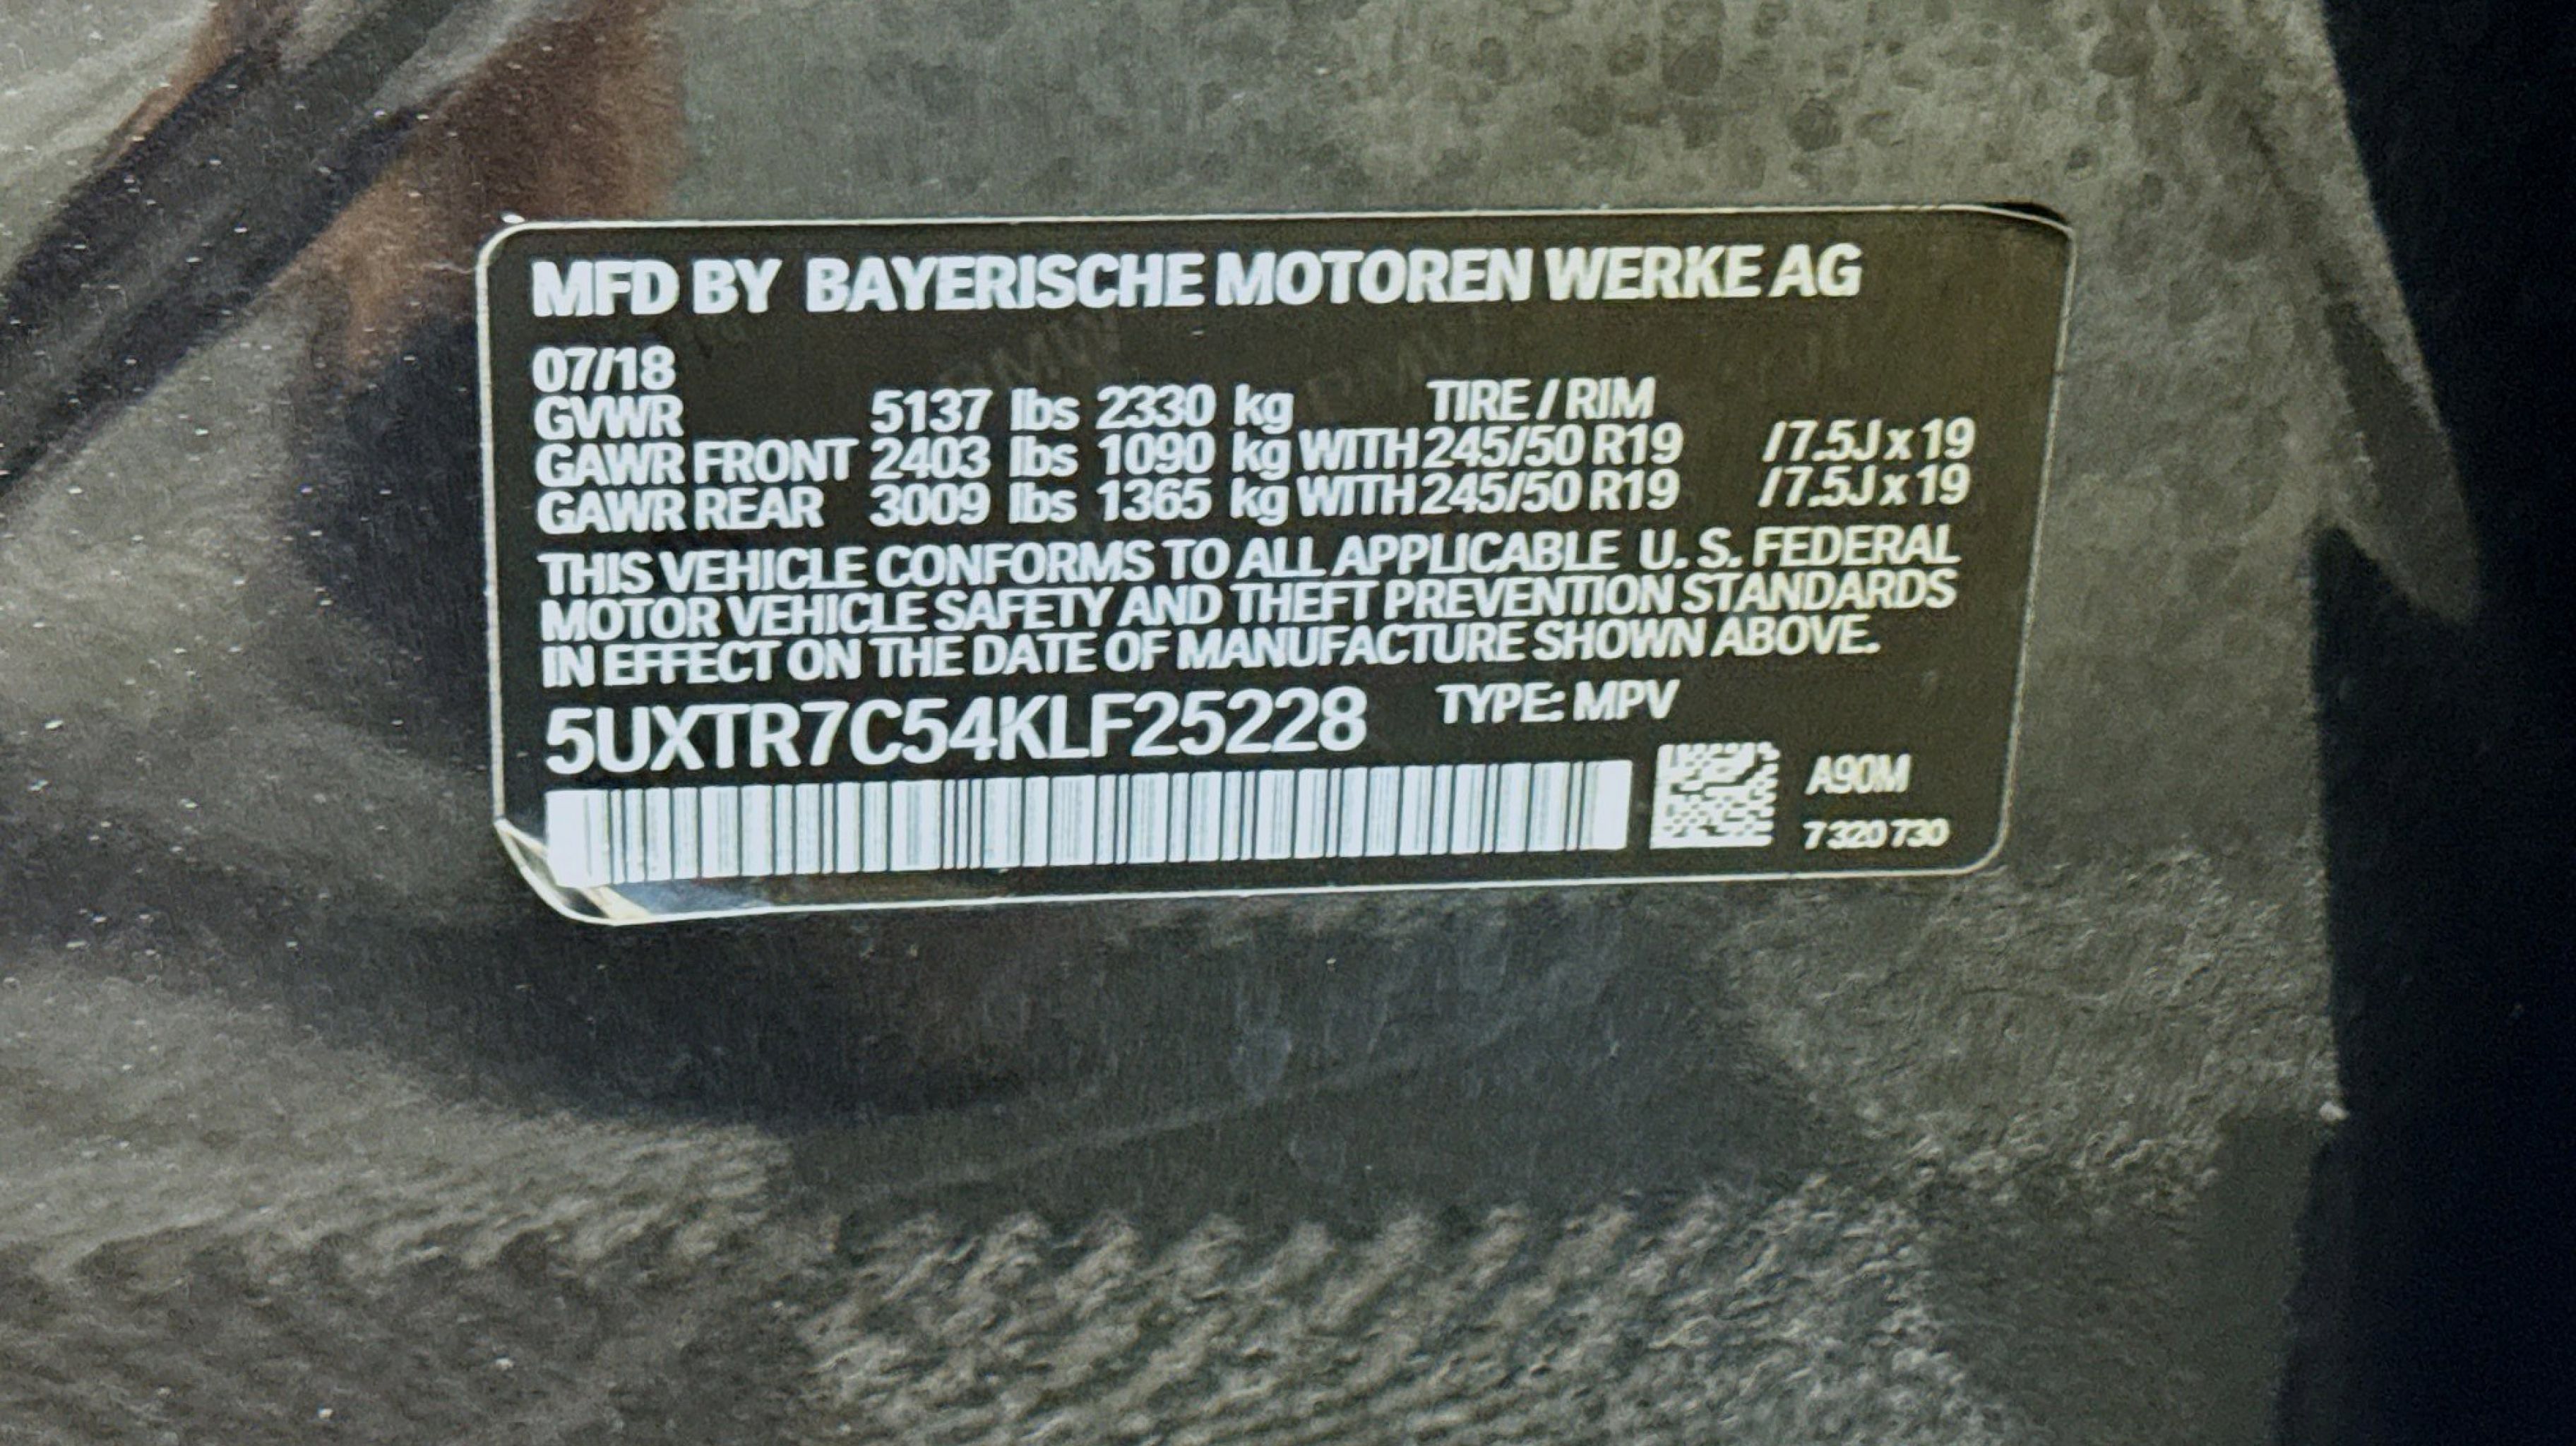 MFD BY BAYERISCHE MOTOREN WERKE AG
07/18
GVWR 5137 lbs 2330 kg TIRE / RIM
GAWR FRONT 2403 lbs 1090 kg WITH 245/50 R19 /7.5J x 19
GAWR REAR 3009 lbs 1365 kg WITH 245/50 R19 /7.5J x 19
THIS VEHICLE CONFORMS TO ALL APPLICABLE U. S. FEDERAL
MOTOR VEHICLE SAFETY AND THEFT PREVENTION STANDARDS
IN EFFECT ON THE DATE OF MANUFACTURE SHOWN ABOVE.
5UXTR7C54KLF25228 TYPE: MPV
A90M
7 320 730